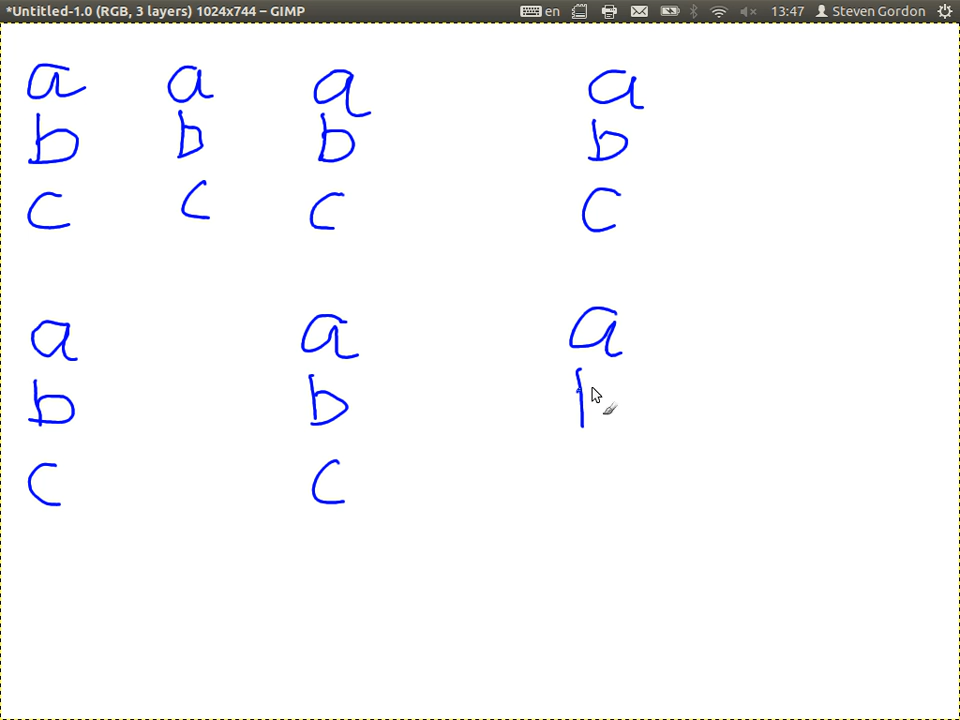 *Untitled-1.0 (RGB, 3 layers) 1024x744 – GIMP en 13:47 Steven Gordon
a a a a
b b b b
c c c c
a a a
b b
c c